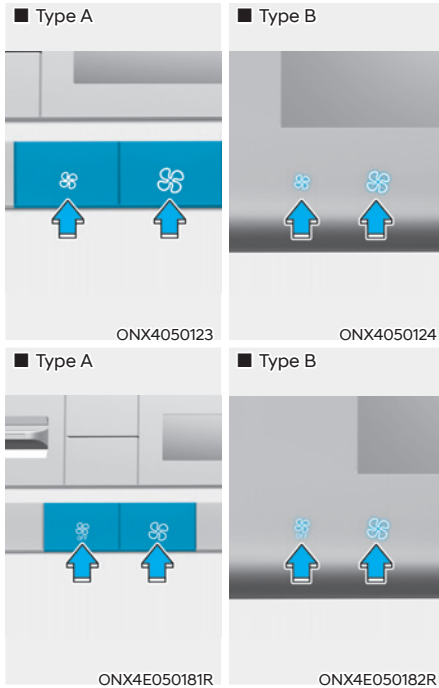 ■ Type A
■ Type B
ONX4050123
ONX4050124
■ Type A
■ Type B
ONX4E050181R
ONX4E050182R